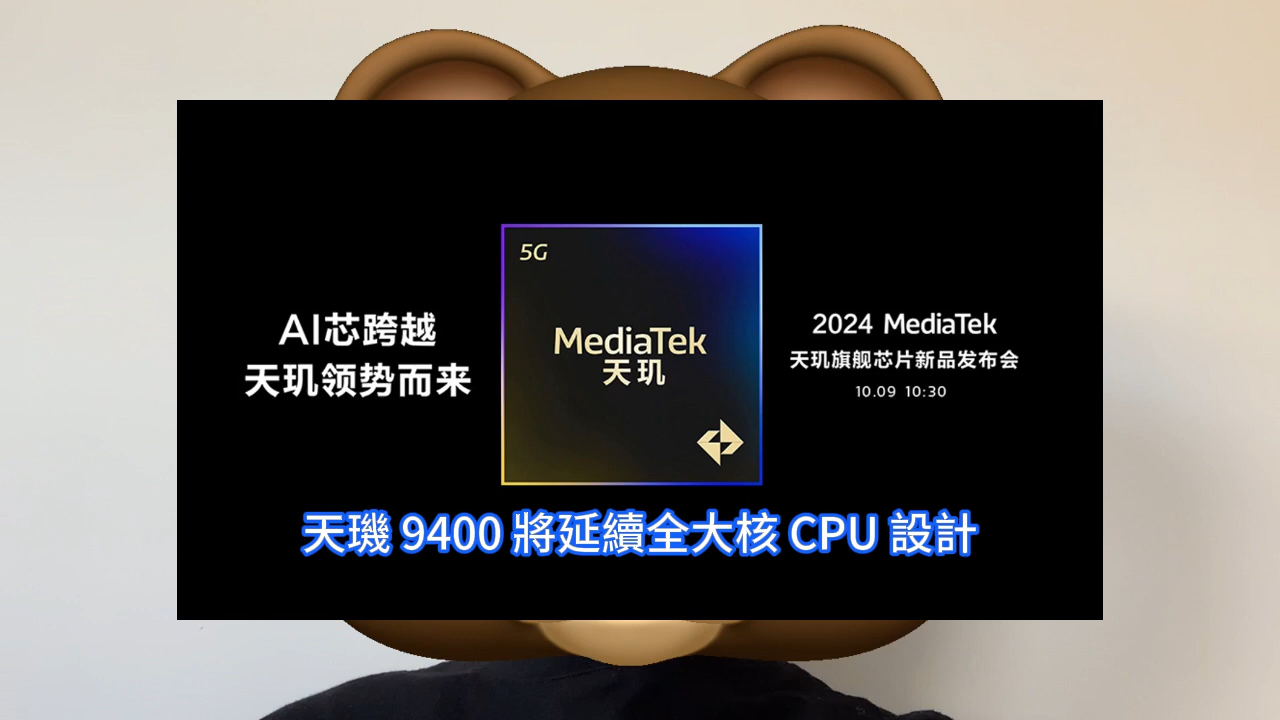 AI芯跨越
天玑领势而来
5G
MediaTek
天玑
2024 MediaTek
天玑旗舰芯片新品发布会
10.09 10:30
天璣 9400 將延續全大核 CPU 設計